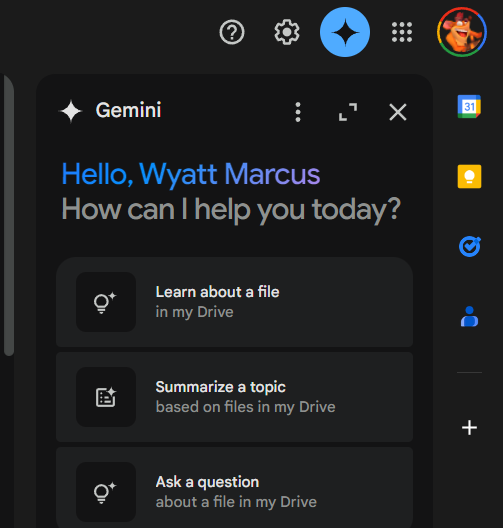 Gemini
Hello, Wyatt Marcus
How can I help you today?
Learn about a file
in my Drive
Summarize a topic
based on files in my Drive
Ask a question
about a file in my Drive
31